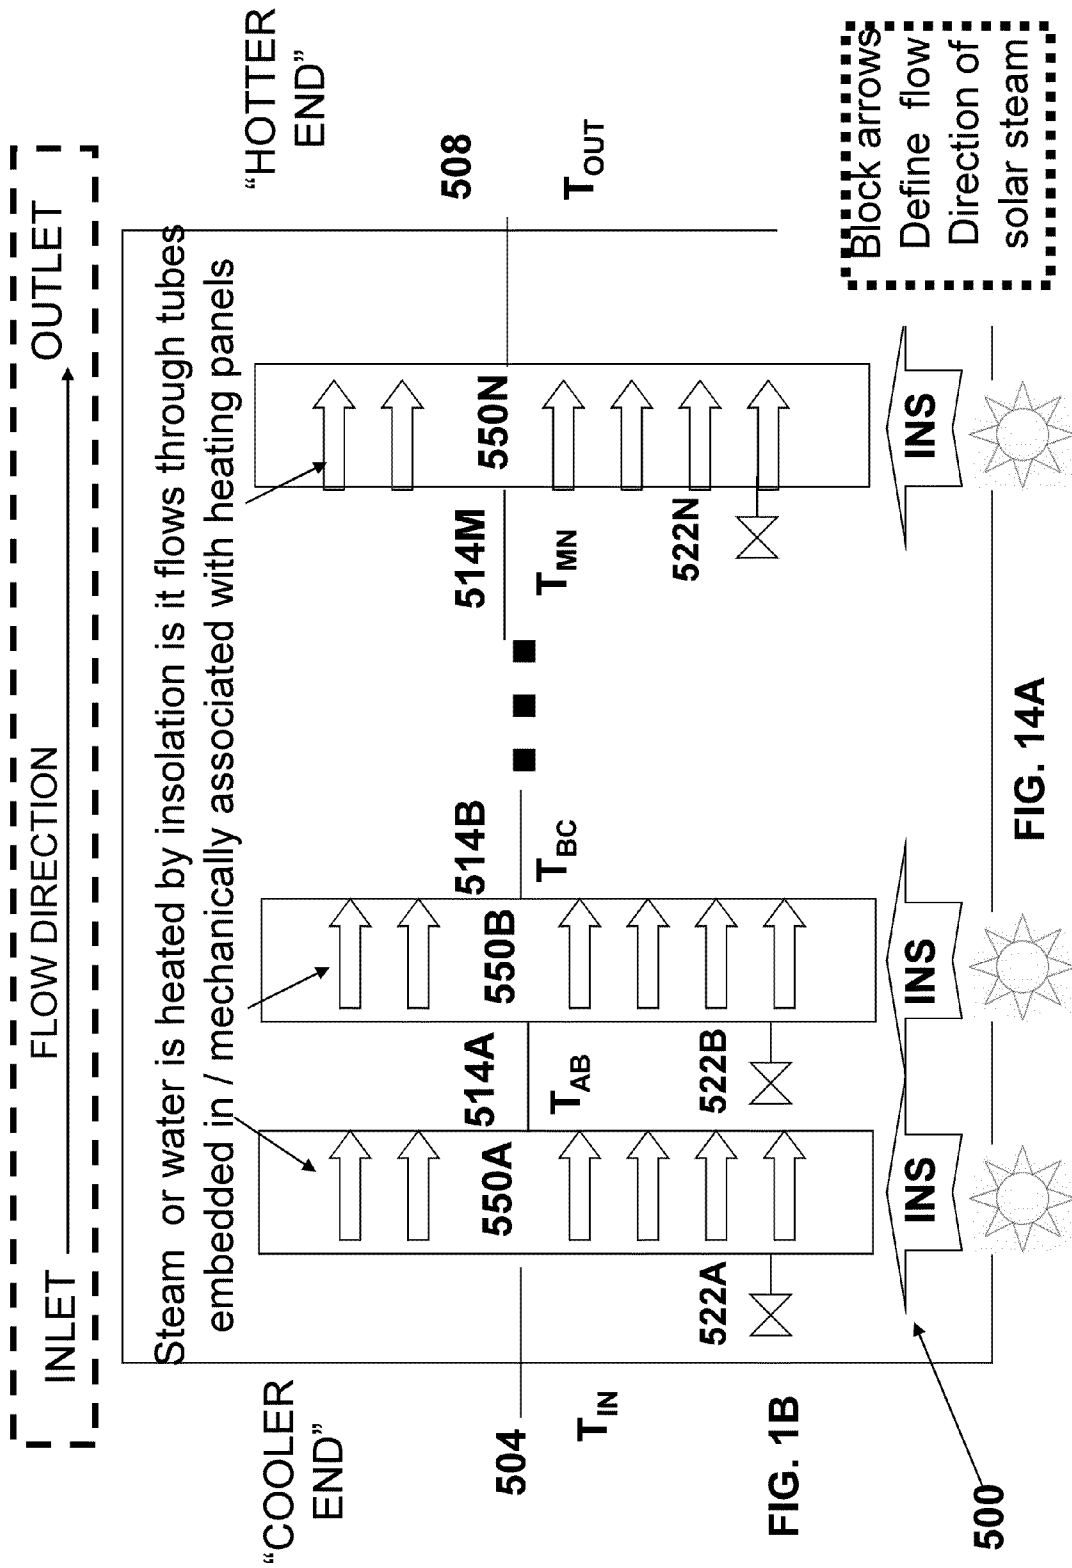 INLET
FLOW DIRECTION
OUTLET
Steam or water is heated by insolation is it flows through tubes
embedded in / mechanically associated with heating panels
“COOLER
END”
“HOTTER
END”
504
T_IN
550A
514A
T_AB
550B
514B
T_BC
514M
T_MN
550N
508
T_OUT
522A
522B
522N
FIG. 1B
INS
INS
INS
500
Block arrows
Define flow
Direction of
solar steam
FIG. 14A